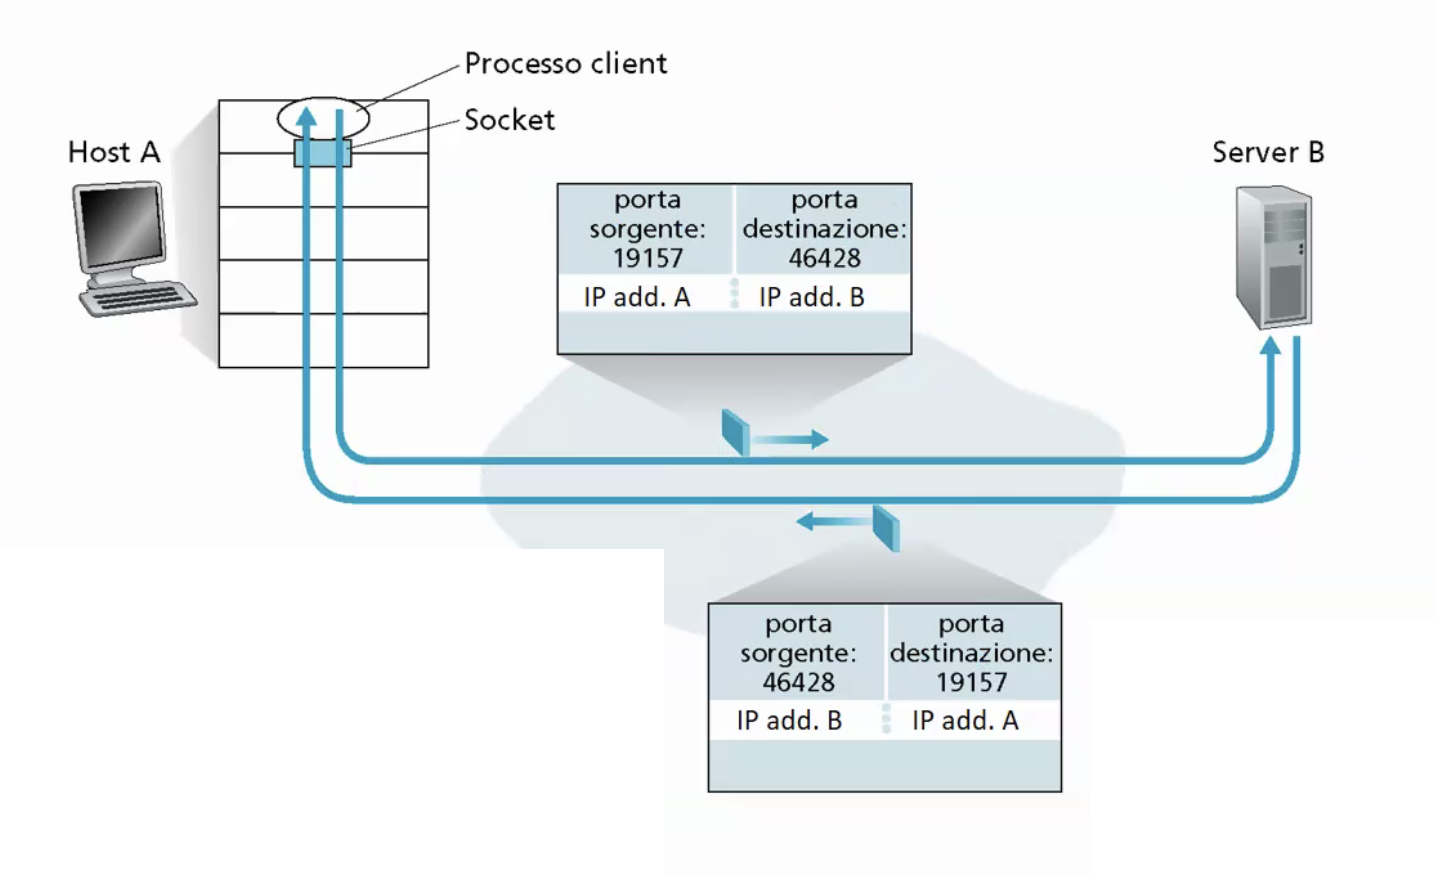 Processo client
Socket
Host A
Server B
porta
sorgente:
19157
porta
destinazione:
46428
IP add. A
IP add. B
porta
sorgente:
46428
porta
destinazione:
19157
IP add. B
IP add. A